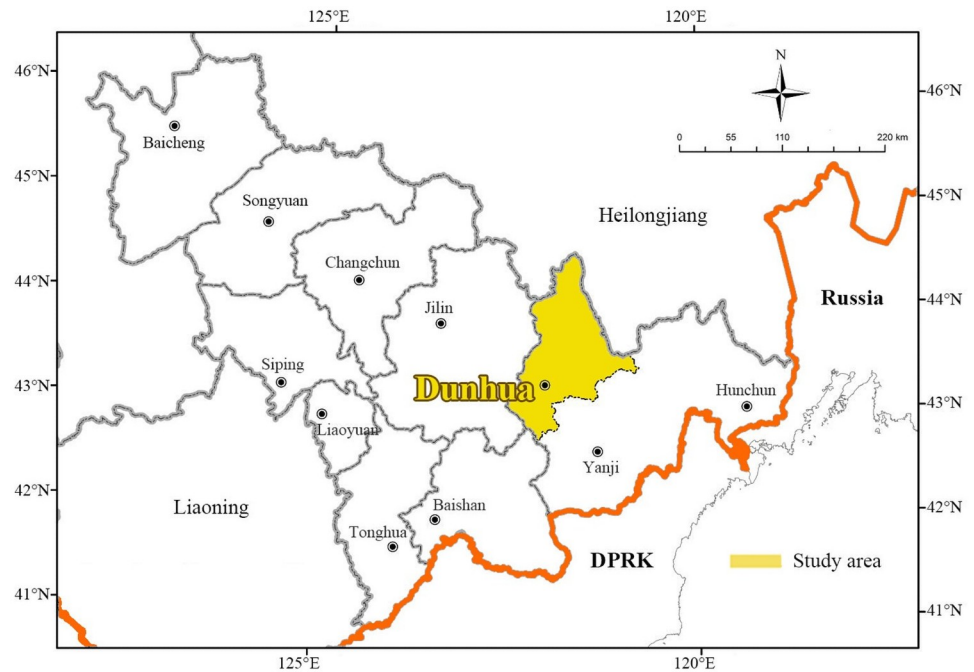 125°E
120°E
46°N
46°N
N
0
55
110
220 km
Baicheng
45°N
45°N
Songyuan
Heilongjiang
Changchun
44°N
44°N
Russia
Jilin
Siping
43°N
Dunhua
Hunchun
43°N
Liaoyuan
Yanji
42°N
42°N
Liaoning
Baishan
Tonghua
DPRK
Study area
41°N
41°N
125°E
120°E